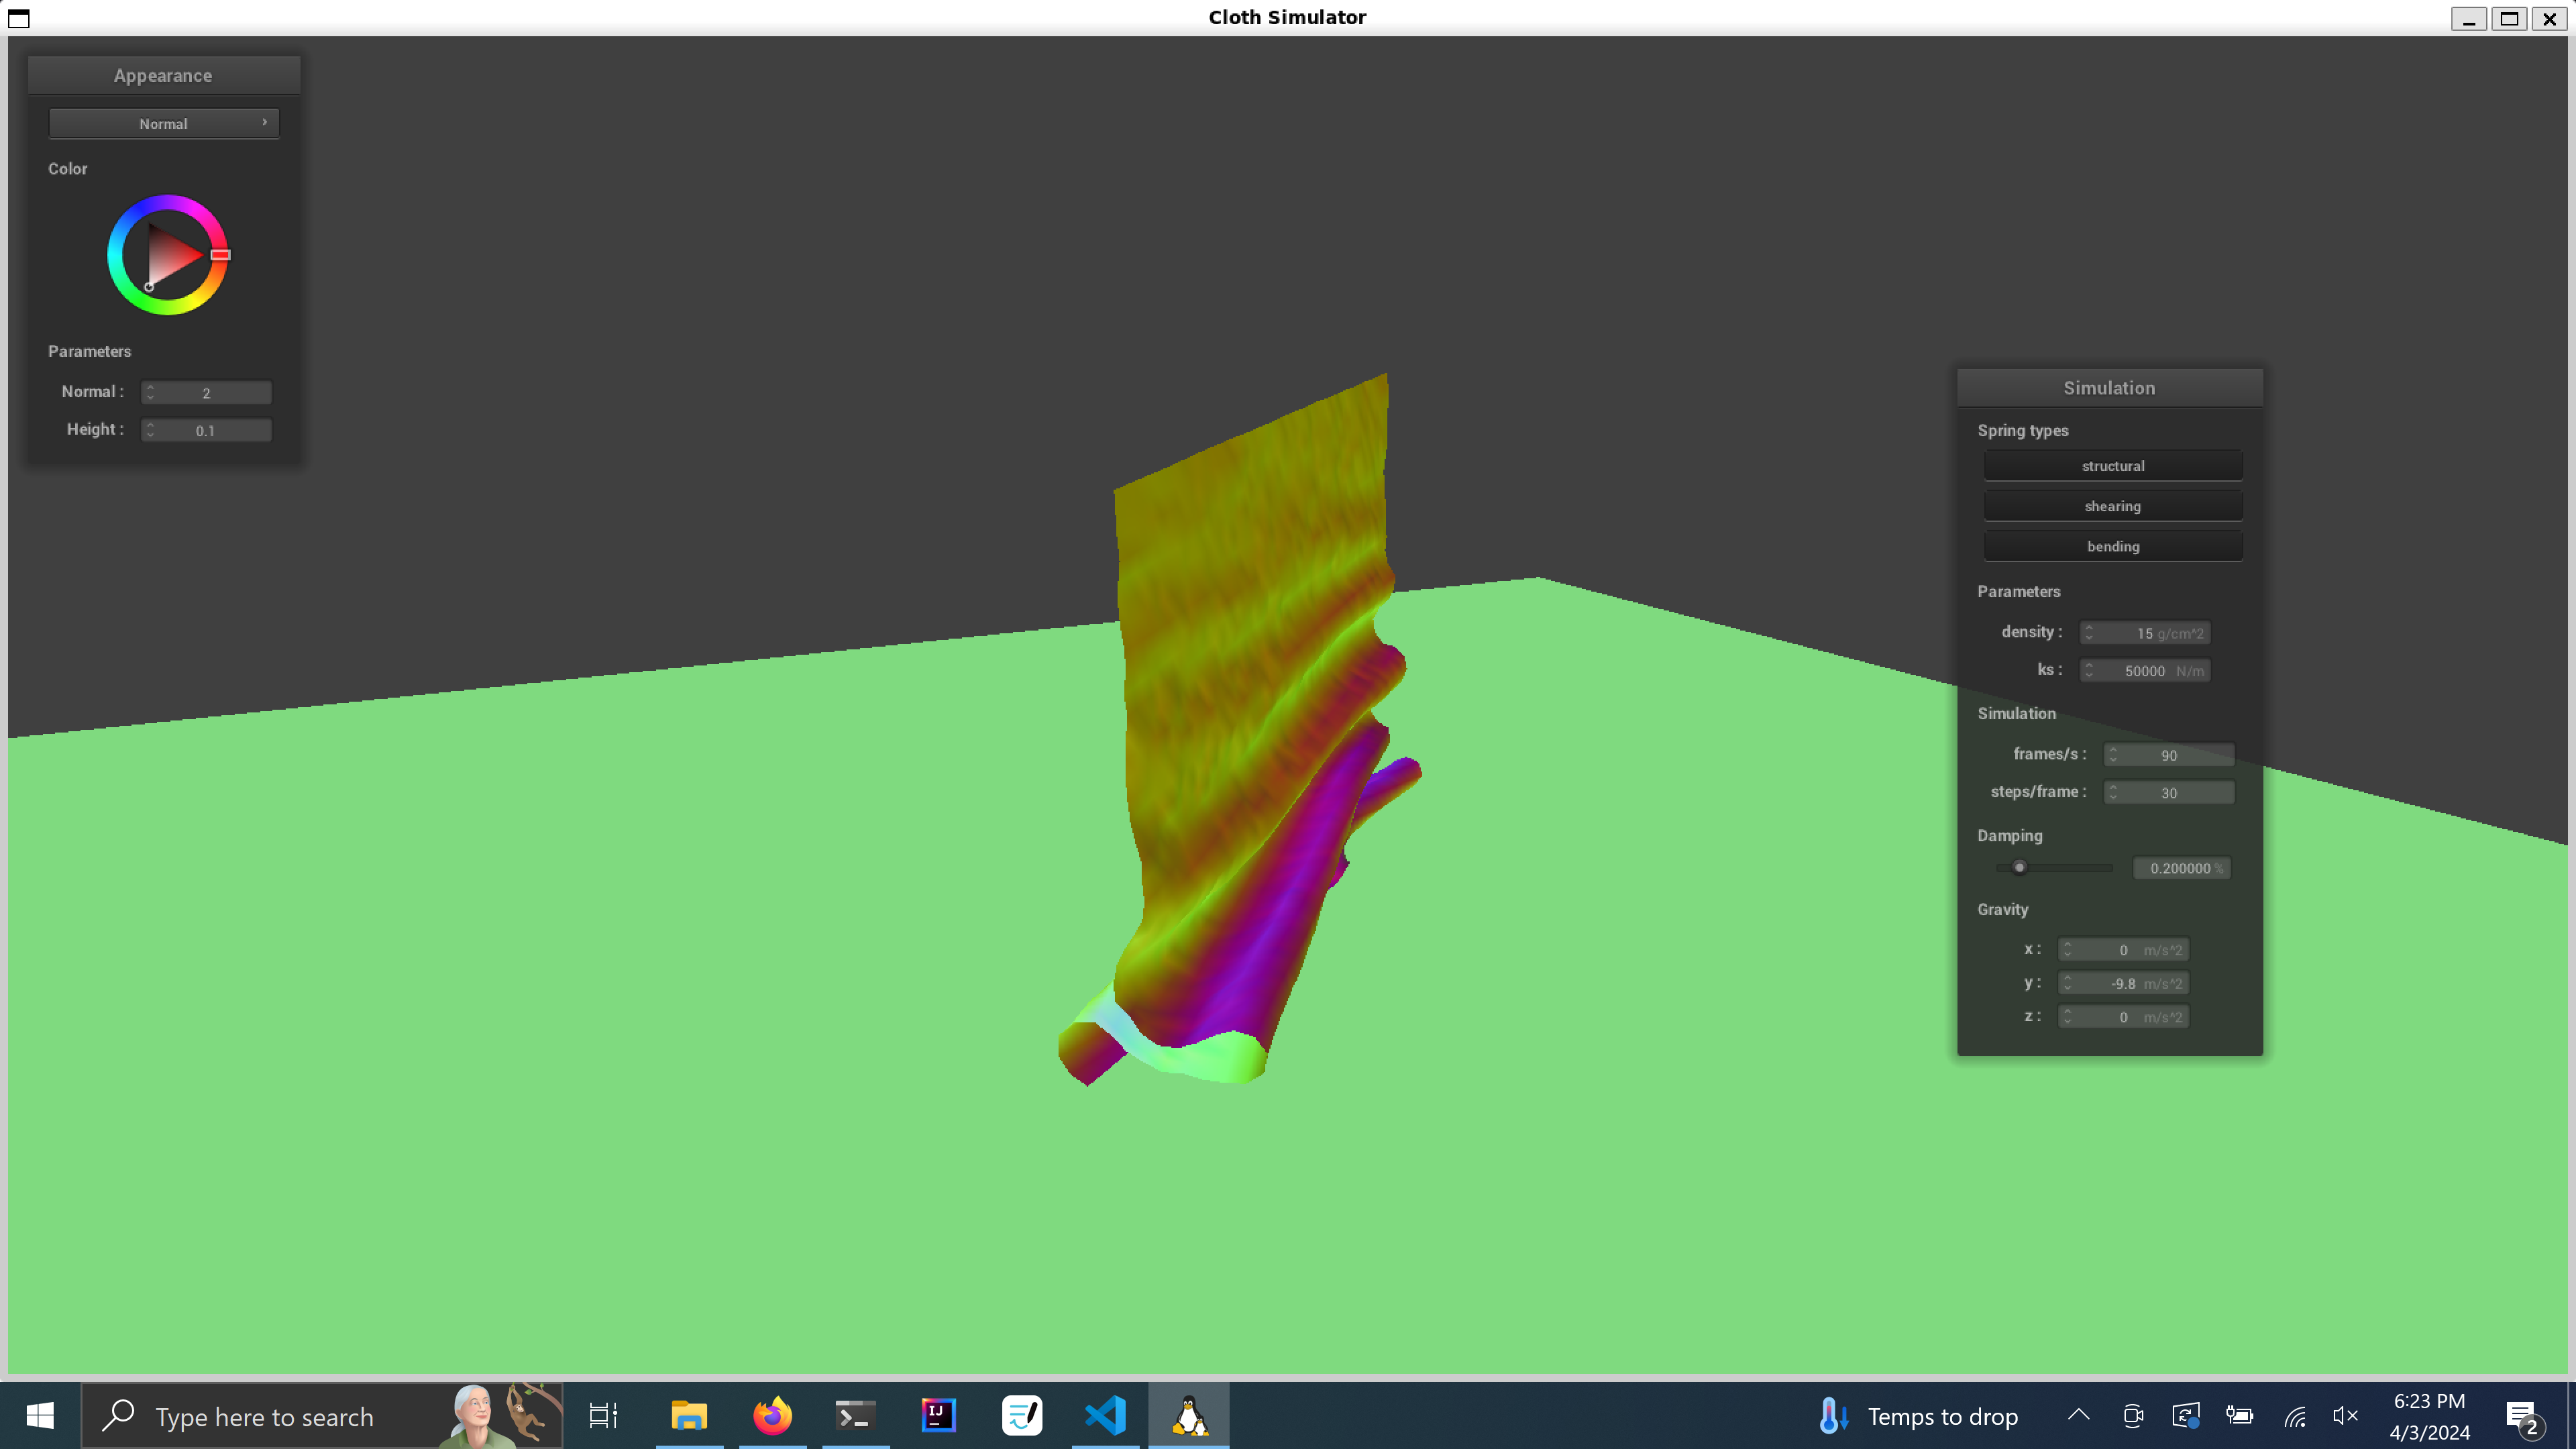 Cloth Simulator
Appearance
Normal
Color
Parameters
Normal : 2
Height : 0.1
Simulation
Spring types
structural
shearing
bending
Parameters
density : 15 g/cm^2
ks : 50000 N/m
Simulation
frames/s : 90
steps/frame : 30
Damping
0.200000 %
Gravity
x : 0 m/s^2
y : -9.8 m/s^2
z : 0 m/s^2
Type here to search
IJ
Temps to drop
6:23 PM
4/3/2024
2